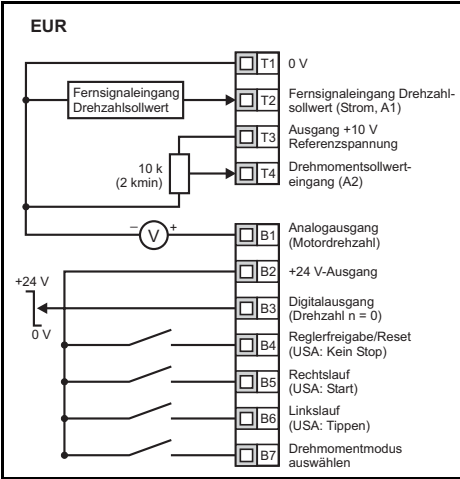 EUR
T1 0 V
Fernsignaleingang
Drehzahlsollwert
T2 Fernsignaleingang Drehzahl-
sollwert (Strom, A1)
T3 Ausgang +10 V
Referenzspannung
10 k
(2 kmin)
T4 Drehmomentsollwert-
eingang (A2)
− V +
B1 Analogausgang
(Motordrehzahl)
B2 +24 V-Ausgang
+24 V
0 V
B3 Digitalausgang
(Drehzahl n = 0)
B4 Reglerfreigabe/Reset
(USA: Kein Stop)
B5 Rechtslauf
(USA: Start)
B6 Linkslauf
(USA: Tippen)
B7 Drehmomentmodus
auswählen